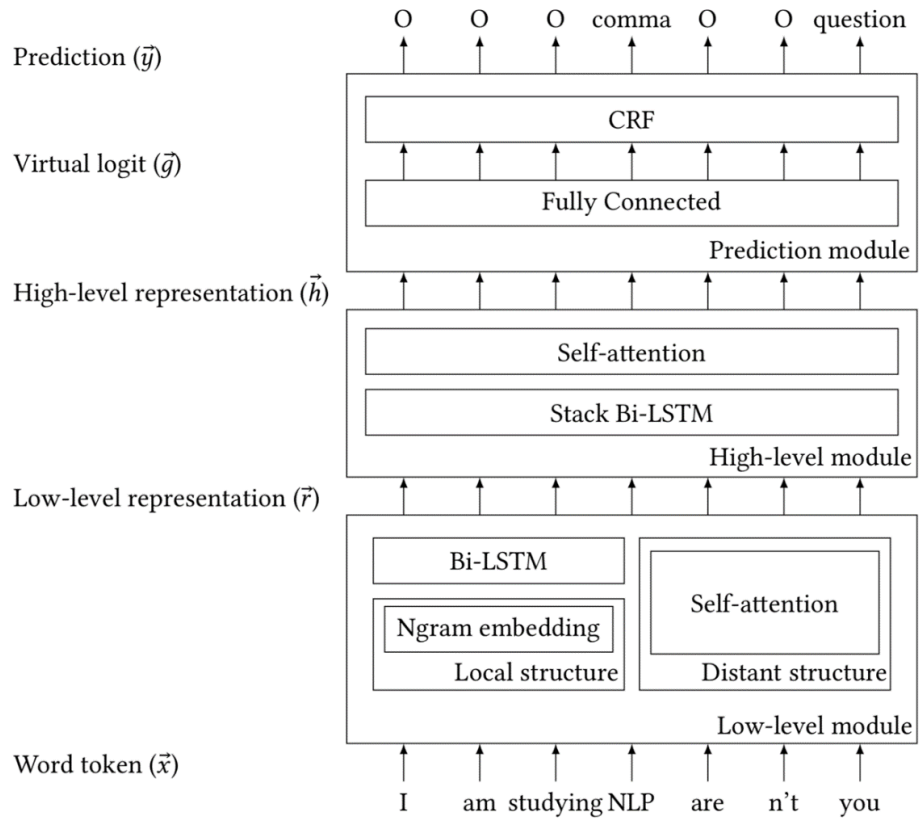 O O O comma O O question
Prediction (y⃗)
CRF
Virtual logit (g⃗)
Fully Connected
Prediction module
High-level representation (h⃗)
Self-attention
Stack Bi-LSTM
High-level module
Low-level representation (r⃗)
Bi-LSTM
Self-attention
Ngram embedding
Local structure
Distant structure
Low-level module
Word token (x⃗)
I am studying NLP are n't you